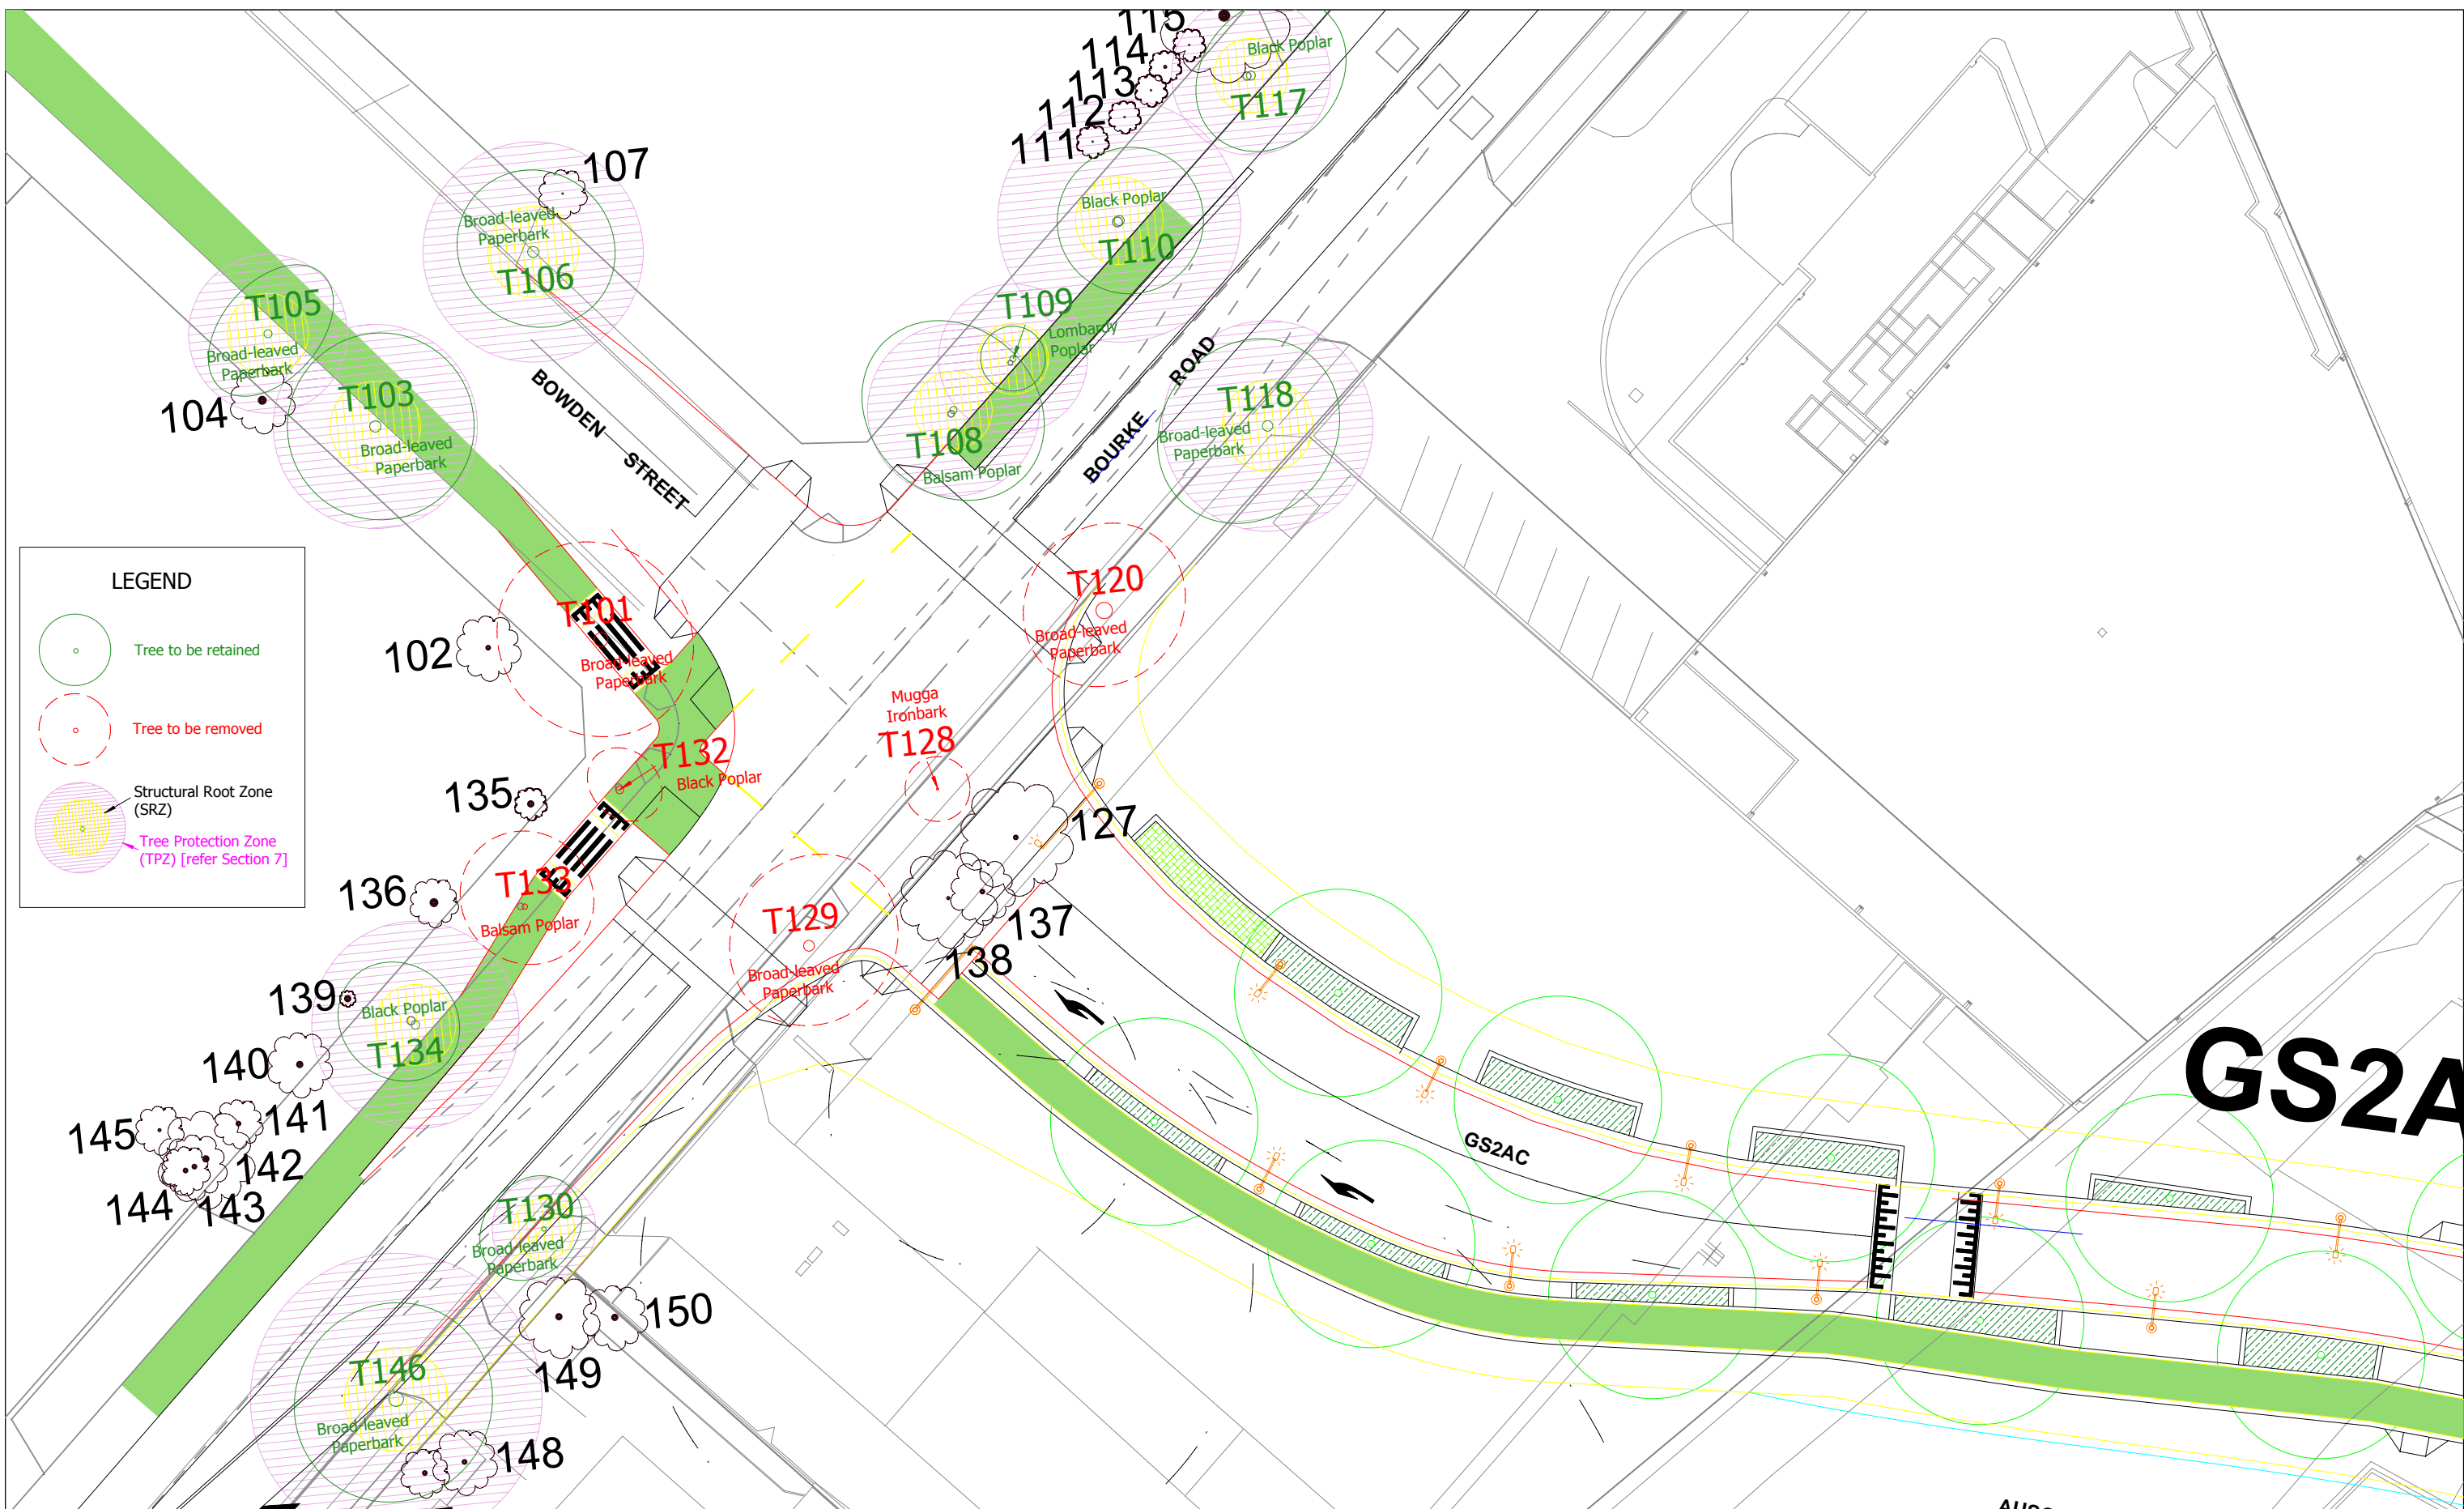 115
114
Black Poplar
113
T117
112
111
107
Black Poplar
Broad-leaved
Paperbark
T110
T106
T105
T109
Lombardy
Poplar
Broad-leaved
Paperbark
ROAD
T103
T118
104
BOWDEN
STREET
BOURKE
Broad-leaved
Paperbark
Broad-leaved
Paperbark
T108
Balsam Poplar
LEGEND
Tree to be retained
Tree to be removed
Structural Root Zone
(SRZ)
Tree Protection Zone
(TPZ) [refer Section 7]
T120
Broad-leaved
Paperbark
T101
Broad-leaved
Paperbark
102
Mugga
Ironbark
T128
T132
Black Poplar
135
127
136
T133
Balsam Poplar
T129
Broad-leaved
Paperbark
137
138
139
Black Poplar
T134
140
141
145
142
144
143
GS2AC
GS2A
T130
Broad-leaved
Paperbark
150
149
T146
Broad-leaved
Paperbark
148